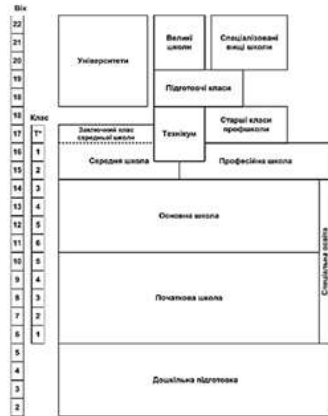 Вік
22
21
20
19
18
18
17
16
15
14
13
12
11
10
9
8
7
6
5
4
3
2
Клас
Т*
1
2
3
4
5
6
5
4
3
2
1
Університети
Великі
школи
Спеціалізовані
вищі школи
Підготовчі класи
Заключний клас
середньої школи
Технікум
Старші класи
профшколи
Середня школа
Професійна школа
Основна школа
Початкова школа
Спеціальна освіта
Дошкільна підготовка